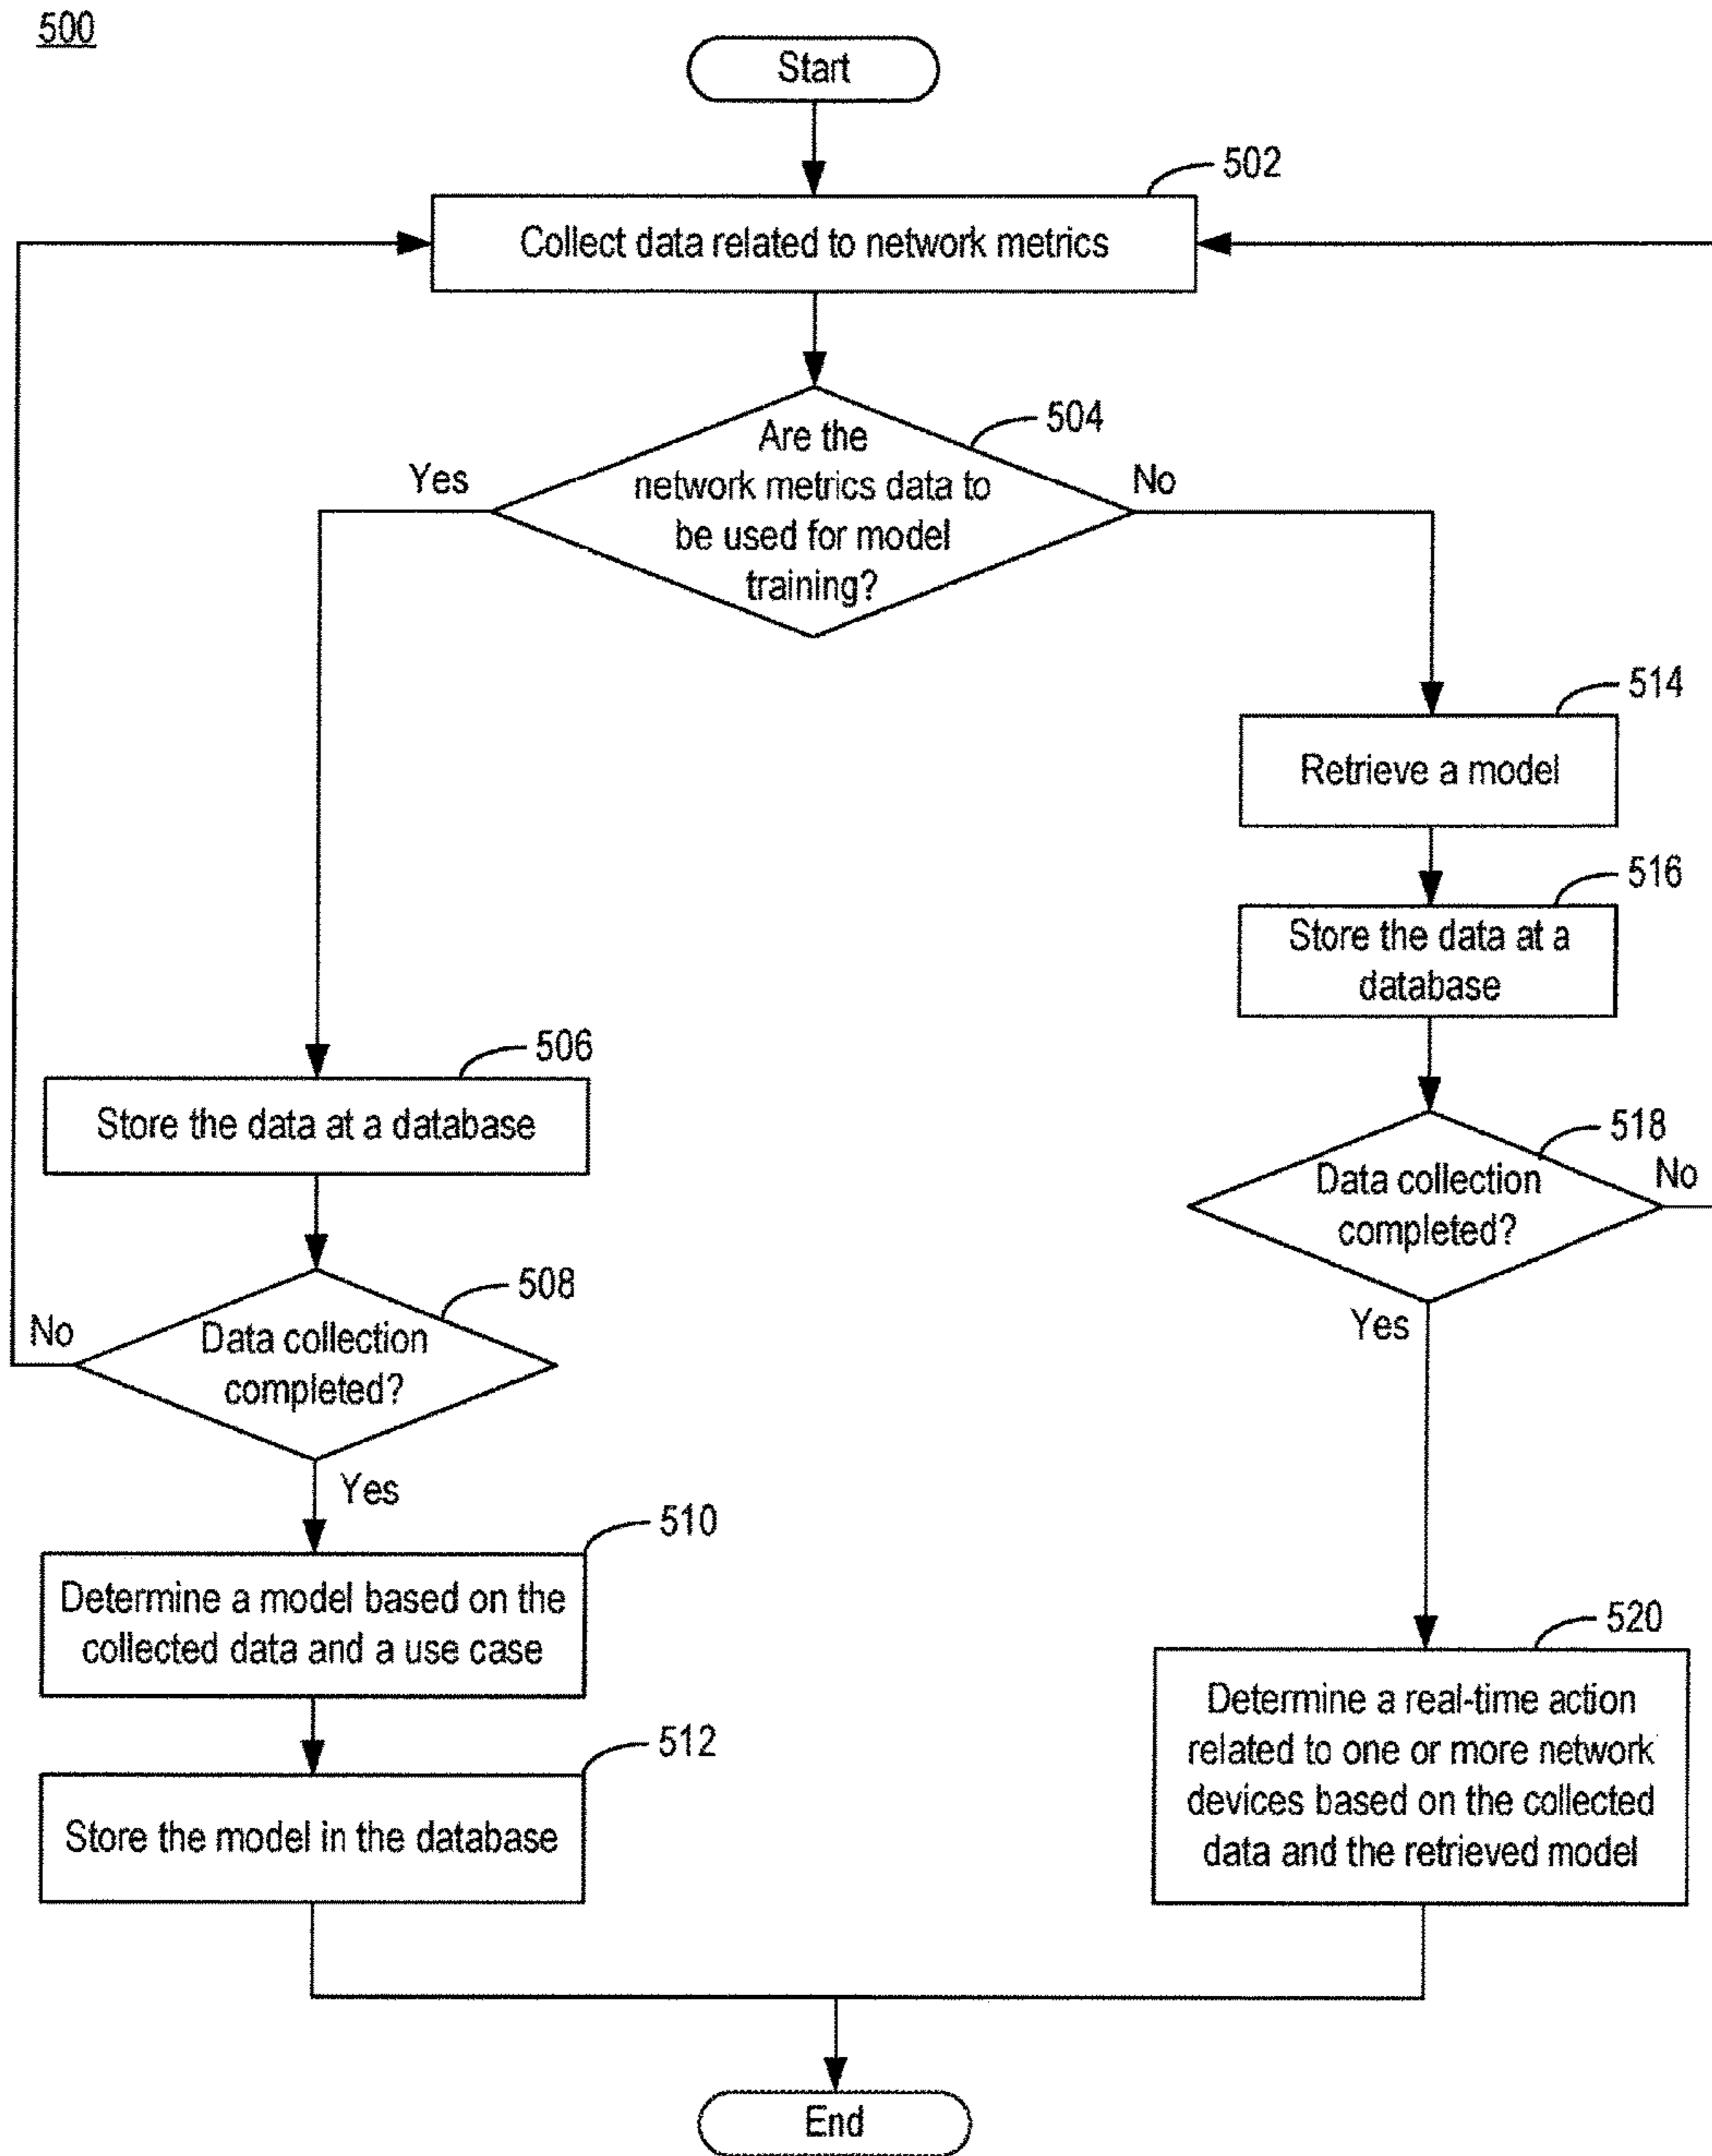 500
Start
502
Collect data related to network metrics
504
Are the
network metrics data to
be used for model
training?
Yes
No
514
Retrieve a model
516
Store the data at a
database
506
Store the data at a database
518
Data collection
completed?
No
Yes
508
Data collection
completed?
No
Yes
510
Determine a model based on the
collected data and a use case
520
Determine a real-time action
related to one or more network
devices based on the collected
data and the retrieved model
512
Store the model in the database
End